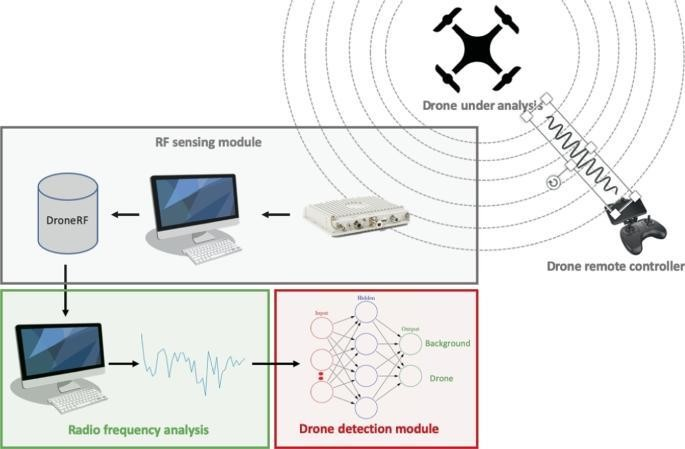 Drone under analysis
RF sensing module
DroneRF
Drone remote controller
Input
Hidden
Output
Background
Drone
Radio frequency analysis
Drone detection module